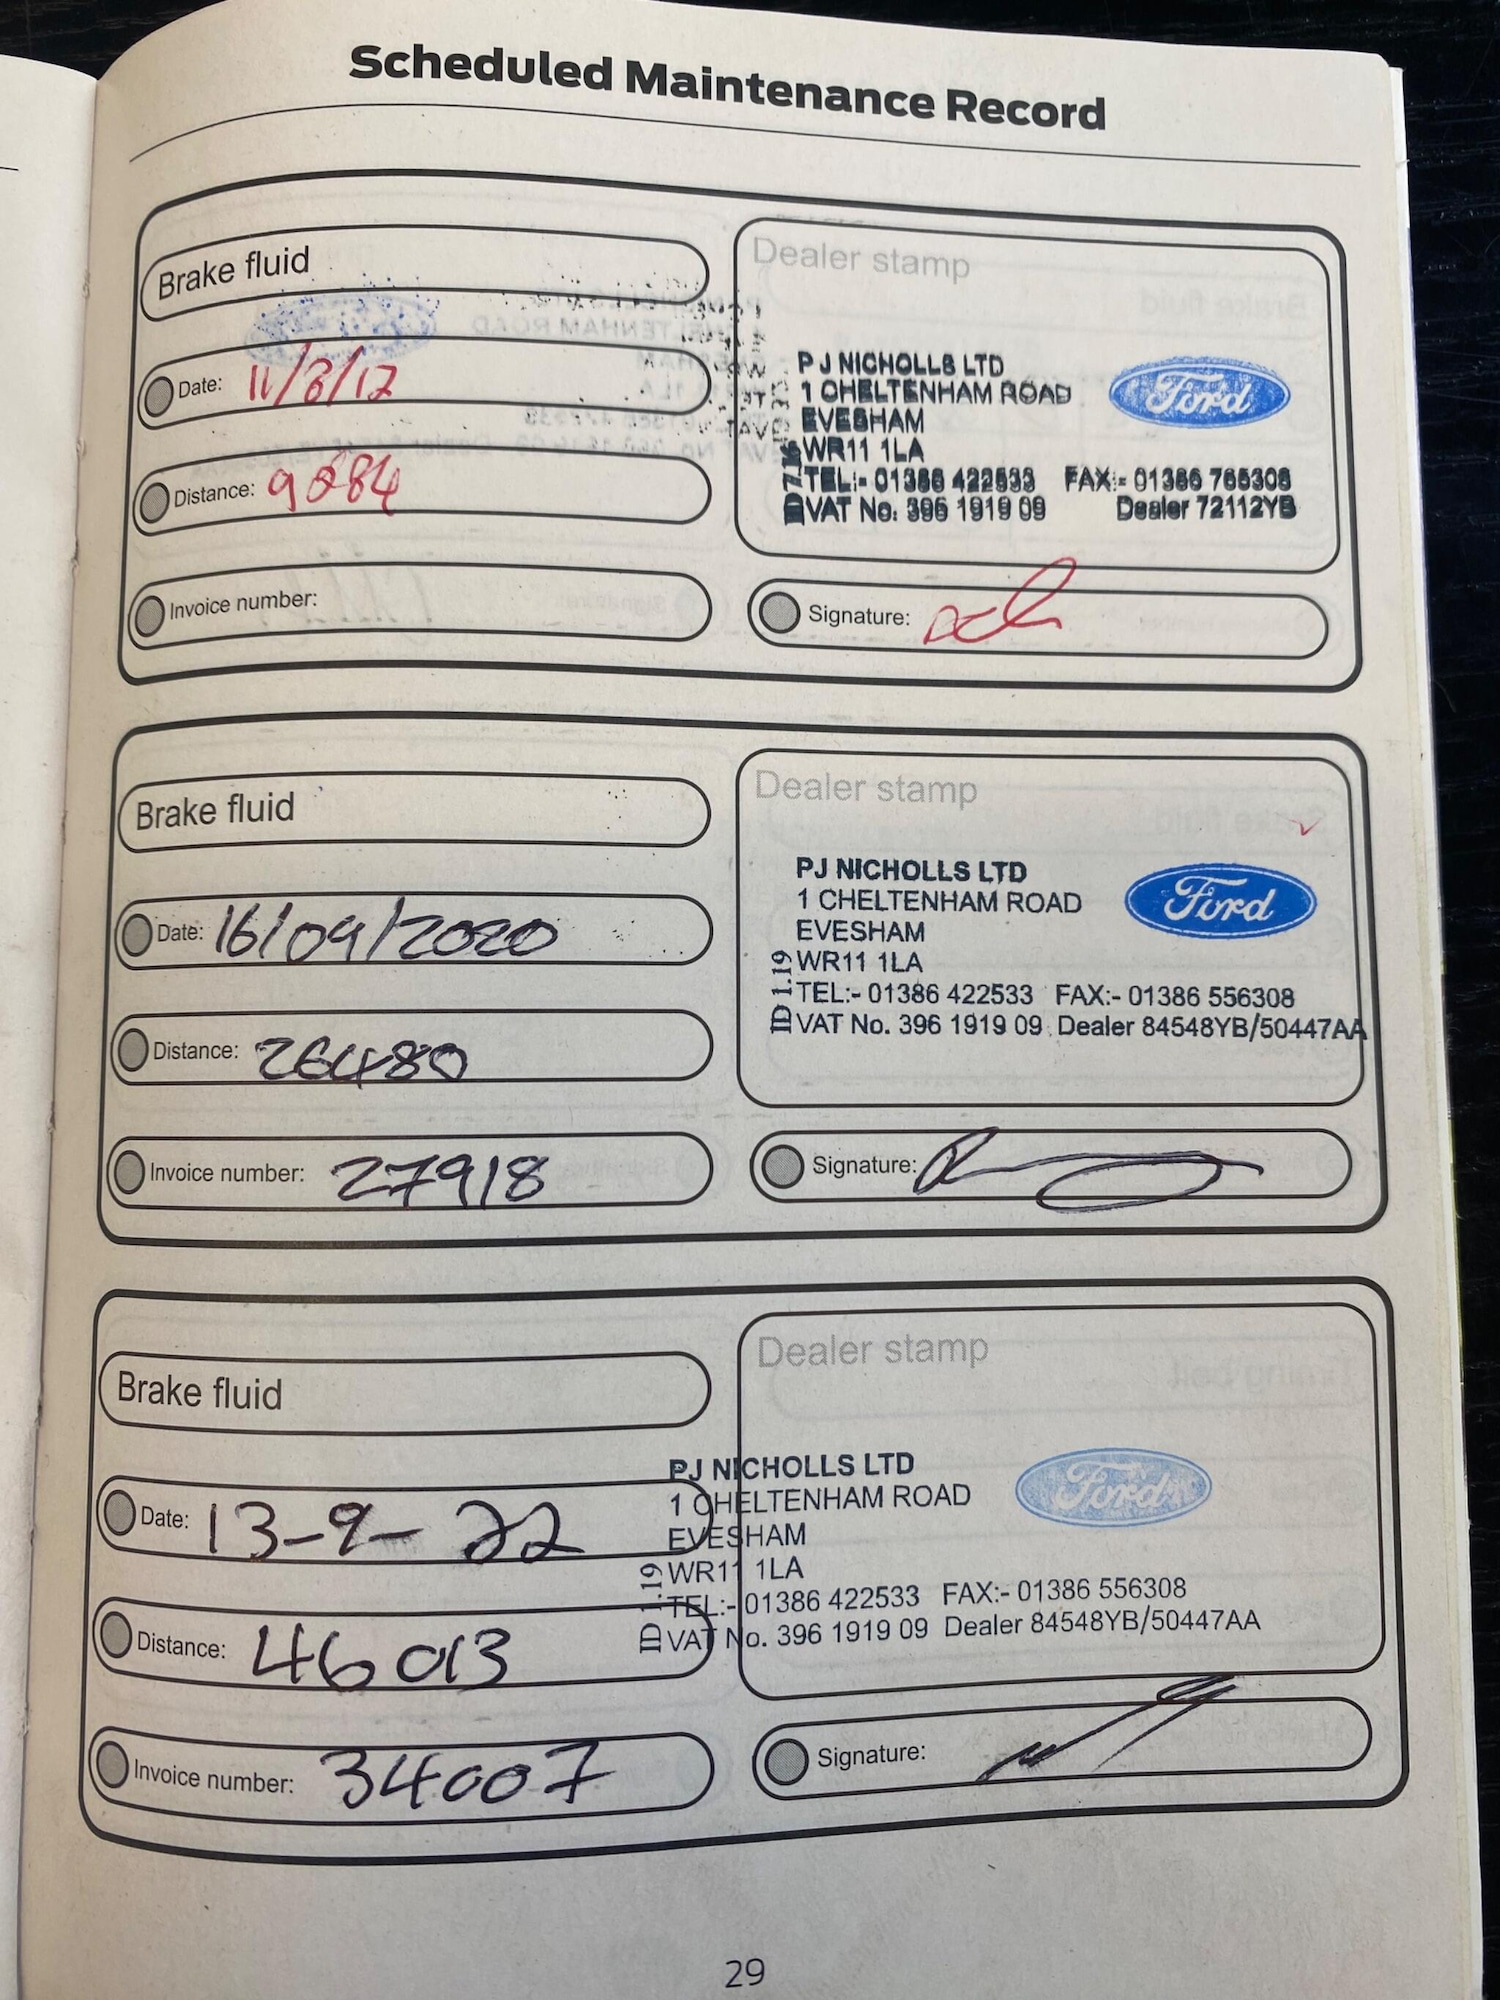 Scheduled Maintenance Record
Brake fluid
Date: 11/8/17
Distance:
Invoice number:
Dealer stamp
P J NICHOLLS LTD
1 CHELTENHAM ROAD
EVESHAM
WR11 1LA
TEL:- 01386 422533 FAX:- 01386 765308
VAT No: 396 1919 09 Dealer 72112YB
Ford
Signature:
Brake fluid
Date: 16/09/2020
Distance: 26480
Invoice number: 27918
Dealer stamp
PJ NICHOLLS LTD
1 CHELTENHAM ROAD
EVESHAM
WR11 1LA
TEL:- 01386 422533 FAX:- 01386 556308
VAT No. 396 1919 09 Dealer 84548YB/50447AA
ID 1.19
Ford
Signature:
Brake fluid
Date: 13-9-22
Distance: 46013
Invoice number: 34007
Dealer stamp
PJ NICHOLLS LTD
1 CHELTENHAM ROAD
EVESHAM
WR11 1LA
TEL:- 01386 422533 FAX:- 01386 556308
VAT No. 396 1919 09 Dealer 84548YB/50447AA
ID 1.19
Ford
Signature:
29